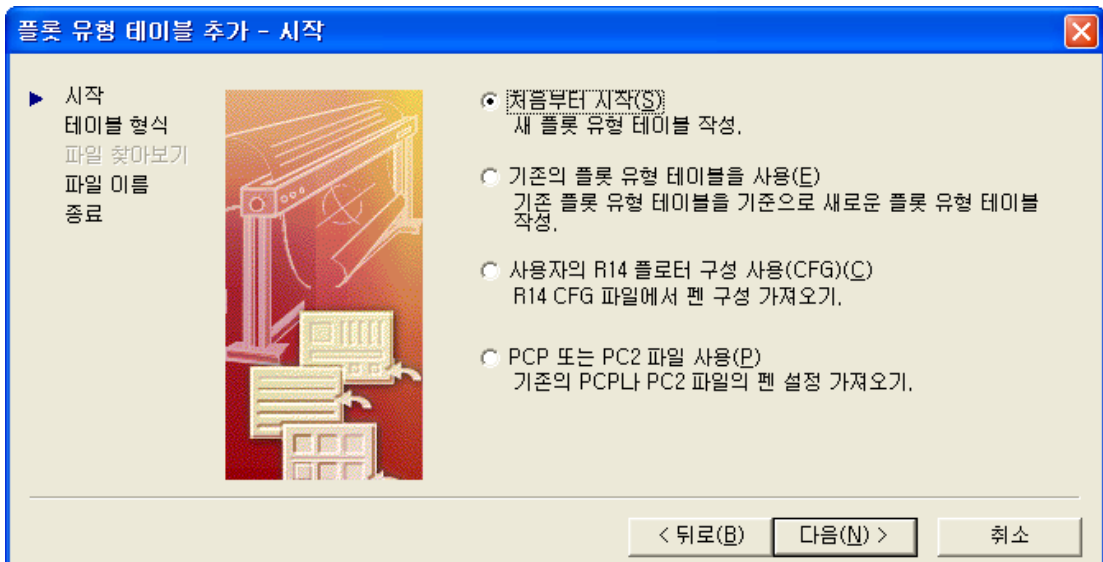 플롯 유형 테이블 추가 - 시작
시작
테이블 형식
파일 찾아보기
파일 이름
종료
처음부터 시작(S)
새 플롯 유형 테이블 작성.
기존의 플롯 유형 테이블을 사용(E)
기존 플롯 유형 테이블을 기준으로 새로운 플롯 유형 테이블
작성.
사용자의 R14 플로터 구성 사용(CFG)(C)
R14 CFG 파일에서 펜 구성 가져오기.
PCP 또는 PC2 파일 사용(P)
기존의 PCP나 PC2 파일의 펜 설정 가져오기.
< 뒤로(B)
다음(N) >
취소